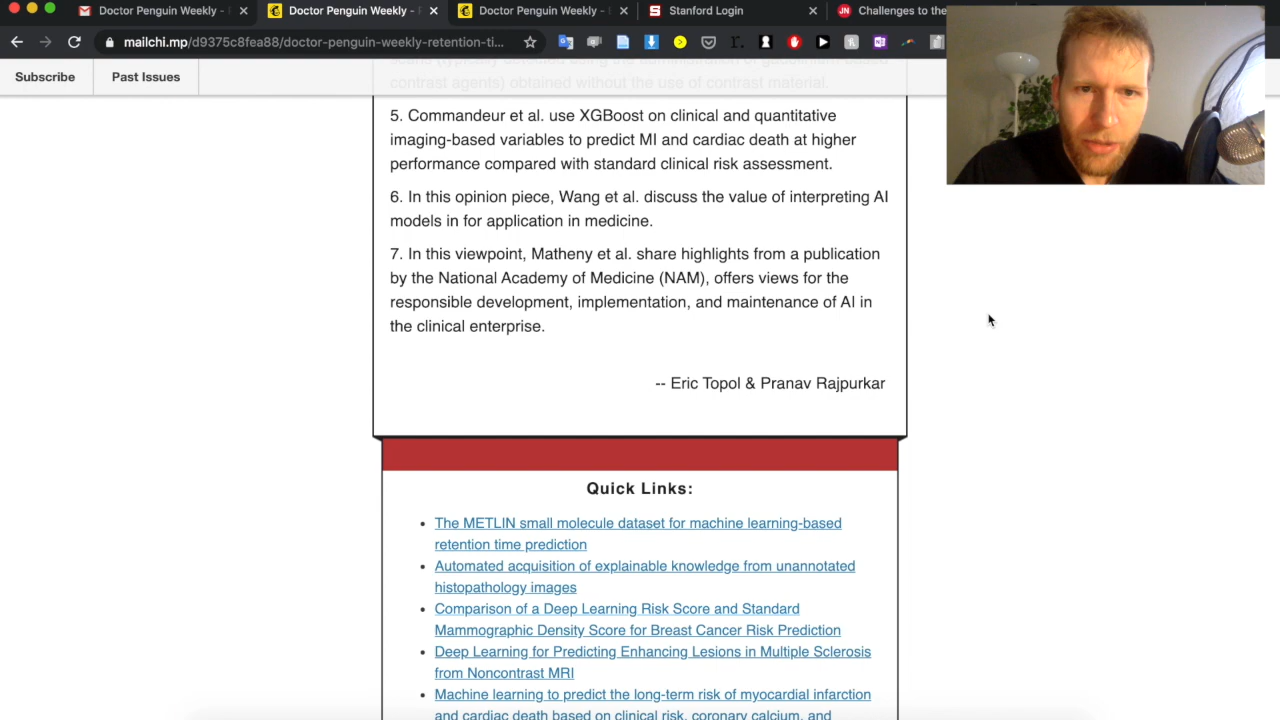 Doctor Penguin Weekly -
Doctor Penguin Weekly -
Doctor Penguin Weekly -
Stanford Login
Challenges to the
mailchi.mp/d9375c8fea88/doctor-penguin-weekly-retention-ti...
Subscribe
Past Issues
contrast agents) obtained without the use of contrast material.
5. Commandeur et al. use XGBoost on clinical and quantitative
imaging-based variables to predict MI and cardiac death at higher
performance compared with standard clinical risk assessment.
6. In this opinion piece, Wang et al. discuss the value of interpreting AI
models in for application in medicine.
7. In this viewpoint, Matheny et al. share highlights from a publication
by the National Academy of Medicine (NAM), offers views for the
responsible development, implementation, and maintenance of AI in
the clinical enterprise.
-- Eric Topol & Pranav Rajpurkar
Quick Links:
The METLIN small molecule dataset for machine learning-based
retention time prediction
Automated acquisition of explainable knowledge from unannotated
histopathology images
Comparison of a Deep Learning Risk Score and Standard
Mammographic Density Score for Breast Cancer Risk Prediction
Deep Learning for Predicting Enhancing Lesions in Multiple Sclerosis
from Noncontrast MRI
Machine learning to predict the long-term risk of myocardial infarction
and cardiac death based on clinical risk, coronary calcium, and